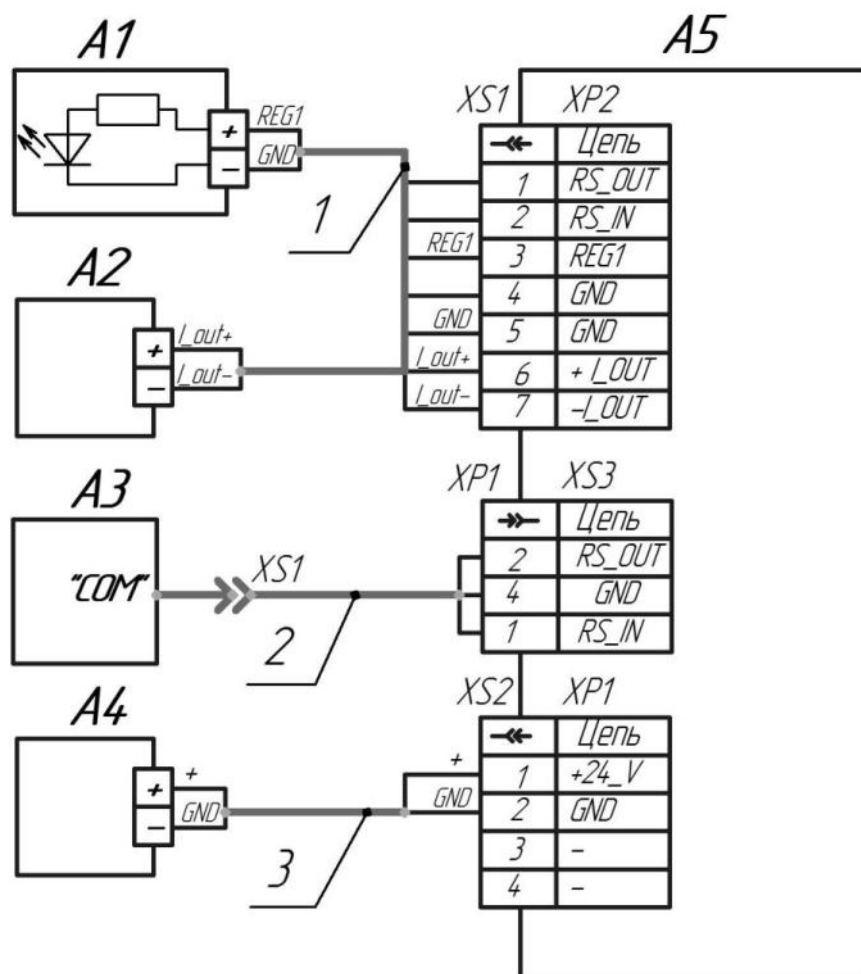 A1
A5
REG1
GND
+
−
1
XS1 XP2
Цепь
1 RS_OUT
2 RS_IN
REG1 3 REG1
4 GND
GND 5 GND
I_out+ 6 + I_OUT
I_out- 7 -I_OUT
A2
I_out+
I_out-
+
−
A3
"COM"
XS1
2
XP1 XS3
Цепь
2 RS_OUT
4 GND
1 RS_IN
A4
+
GND
+
−
3
XS2 XP1
Цепь
+ 1 +24_V
GND 2 GND
3 -
4 -